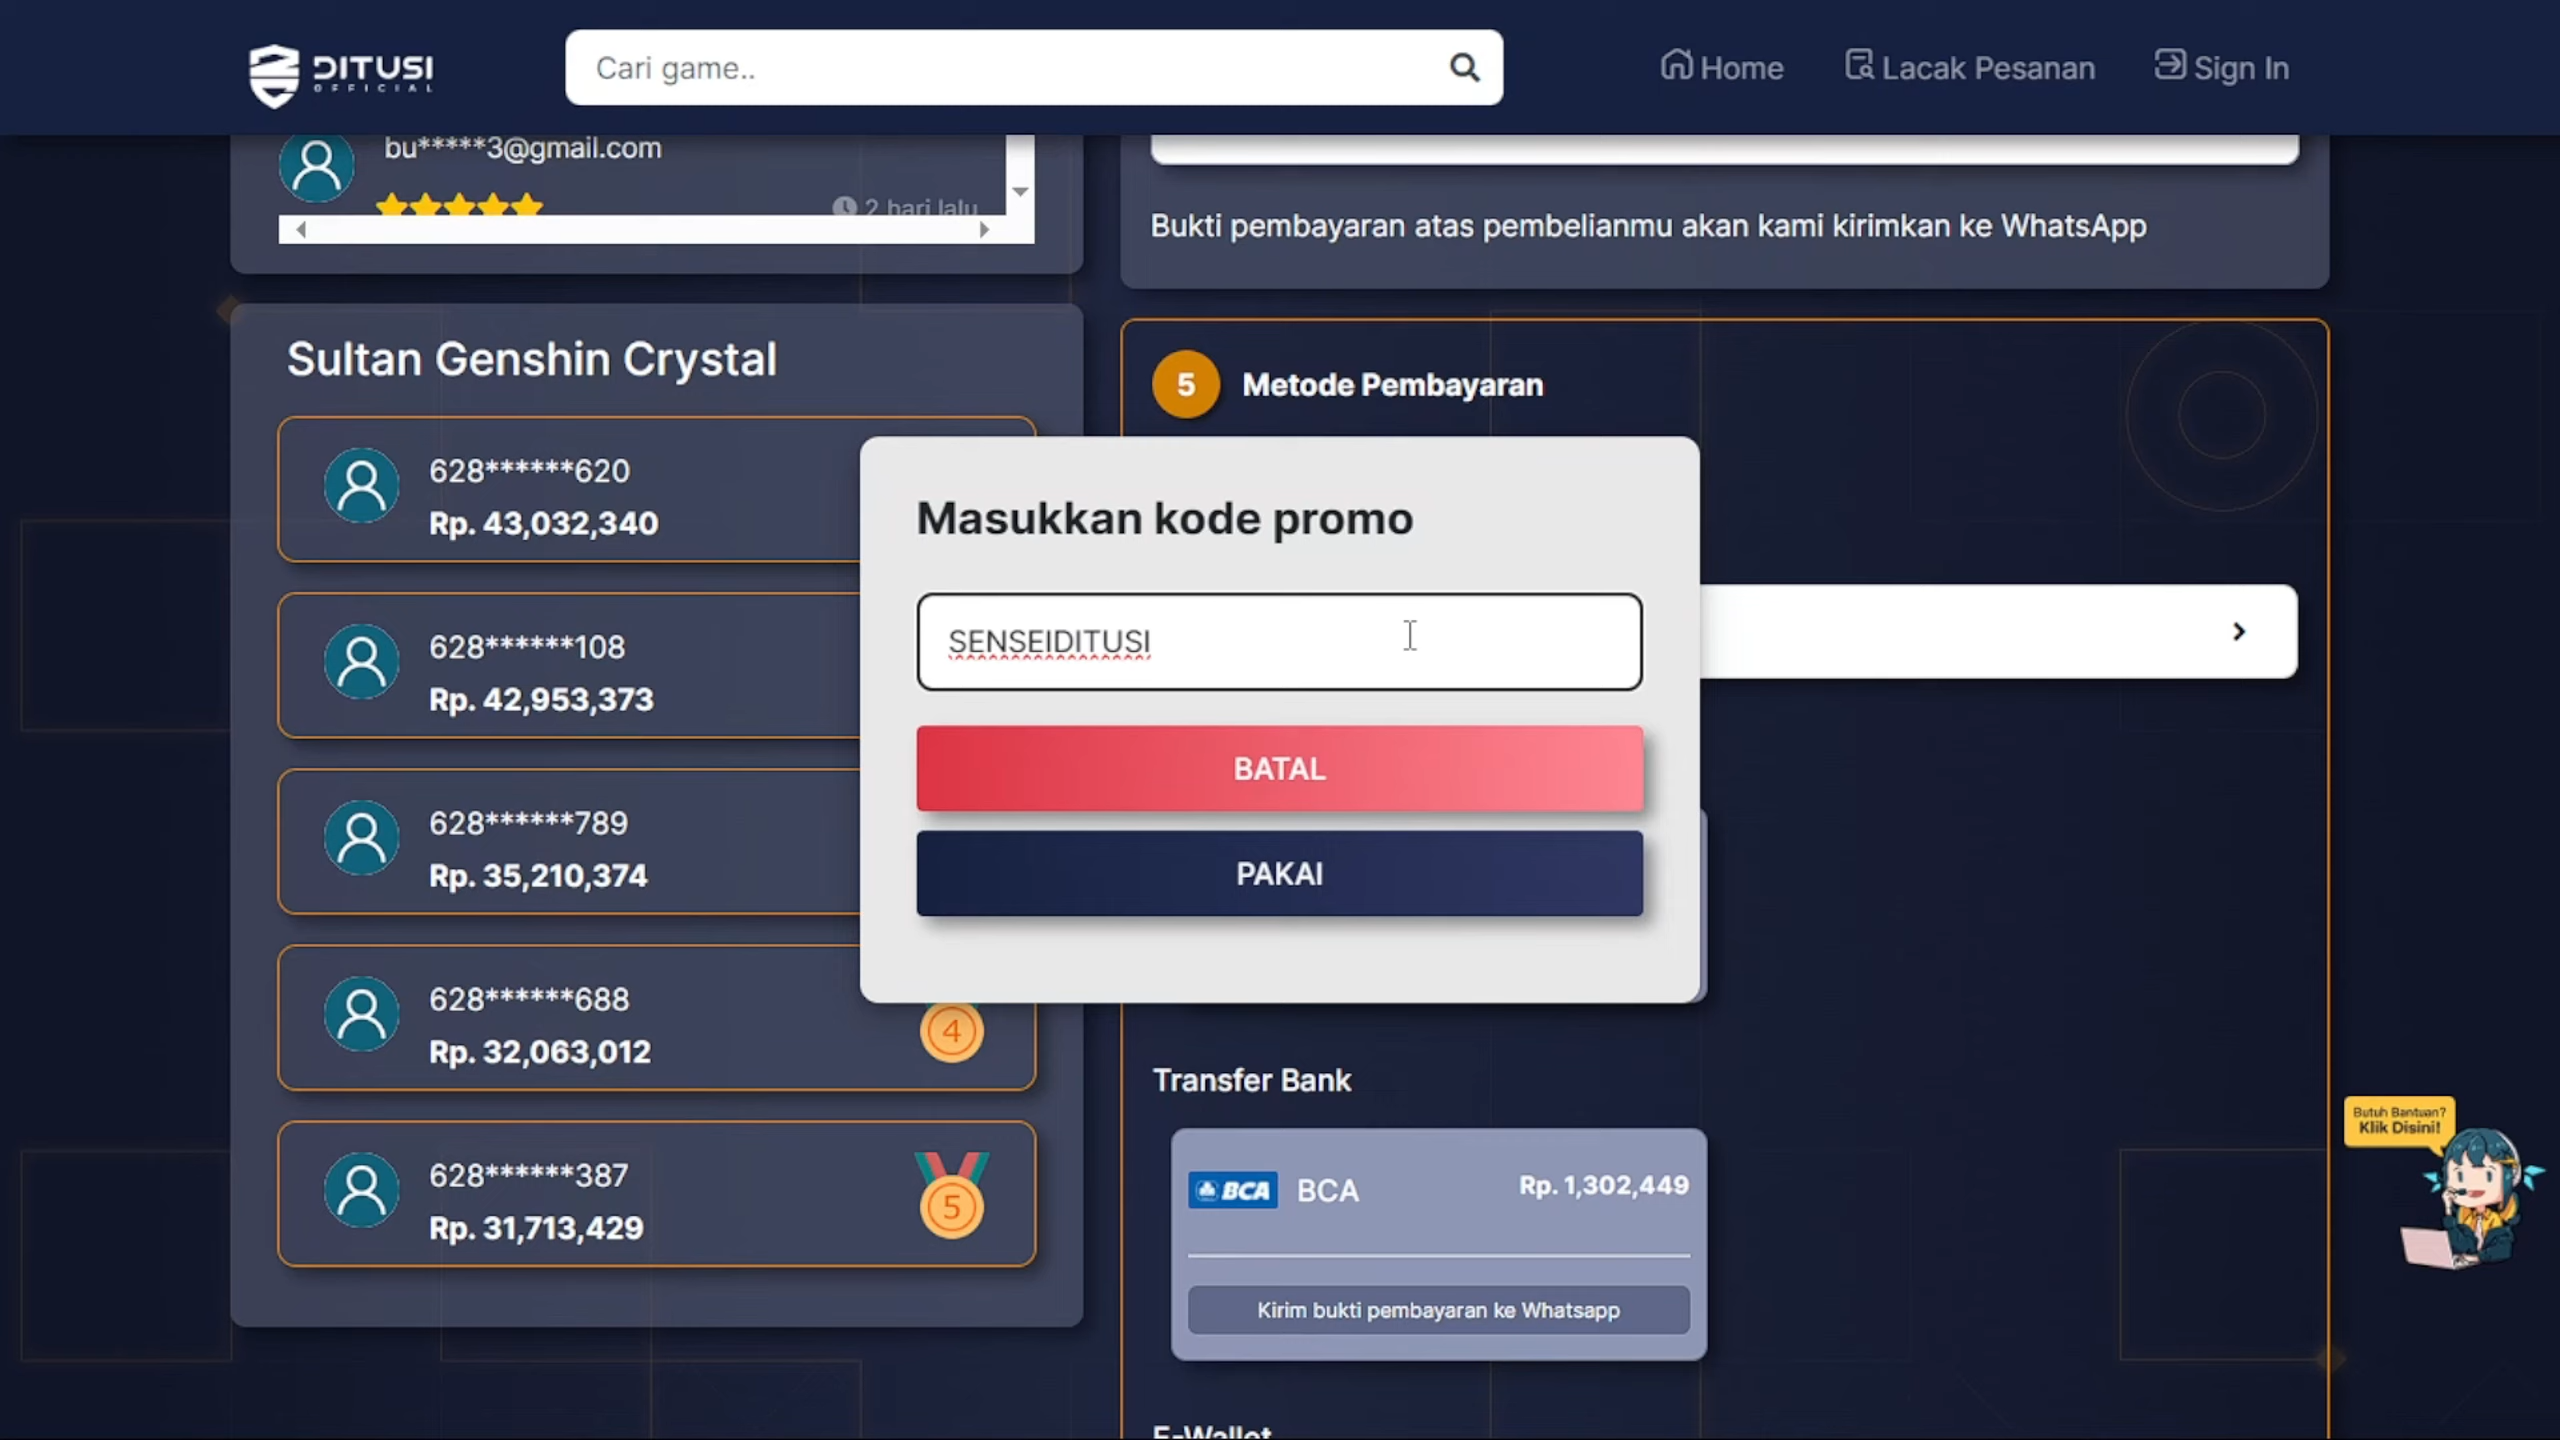 DITUSI
OFFICIAL
Cari game..
Home
Lacak Pesanan
Sign In
bu*****3@gmail.com
2 hari lalu
Bukti pembayaran atas pembelianmu akan kami kirimkan ke WhatsApp
Sultan Genshin Crystal
628******620
Rp. 43,032,340
628******108
Rp. 42,953,373
628******789
Rp. 35,210,374
628******688
Rp. 32,063,012
4
628******387
Rp. 31,713,429
5
5 Metode Pembayaran
Masukkan kode promo
SENSEIDITUSI
BATAL
PAKAI
Transfer Bank
BCA
BCA
Rp. 1,302,449
Kirim bukti pembayaran ke Whatsapp
E-Wallet
Butuh Bantuan?
Klik Disini!